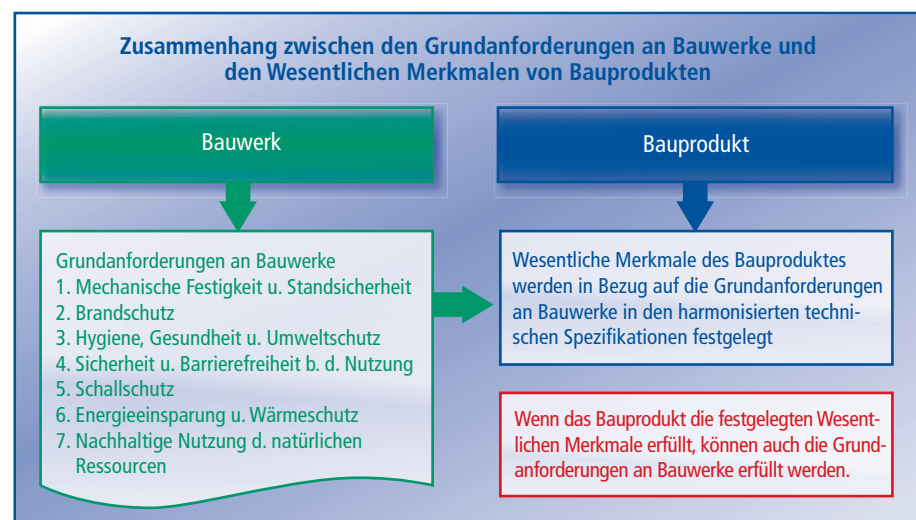 Zusammenhang zwischen den Grundanforderungen an Bauwerke und
den Wesentlichen Merkmalen von Bauprodukten
Bauwerk
Bauprodukt
Grundanforderungen an Bauwerke
1. Mechanische Festigkeit u. Standsicherheit
2. Brandschutz
3. Hygiene, Gesundheit u. Umweltschutz
4. Sicherheit u. Barrierefreiheit b. d. Nutzung
5. Schallschutz
6. Energieeinsparung u. Wärmeschutz
7. Nachhaltige Nutzung d. natürlichen
Ressourcen
Wesentliche Merkmale des Bauproduktes
werden in Bezug auf die Grundanforderungen
an Bauwerke in den harmonisierten techni-
schen Spezifikationen festgelegt
Wenn das Bauprodukt die festgelegten Wesent-
lichen Merkmale erfüllt, können auch die Grund-
anforderungen an Bauwerke erfüllt werden.